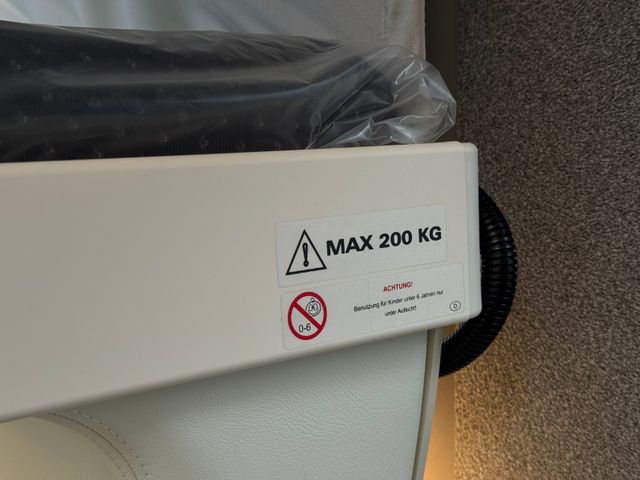 MAX 200 KG
ACHTUNG!
Benutzung für Kinder unter 6 Jahren nur
unter Aufsicht!
0-6
D